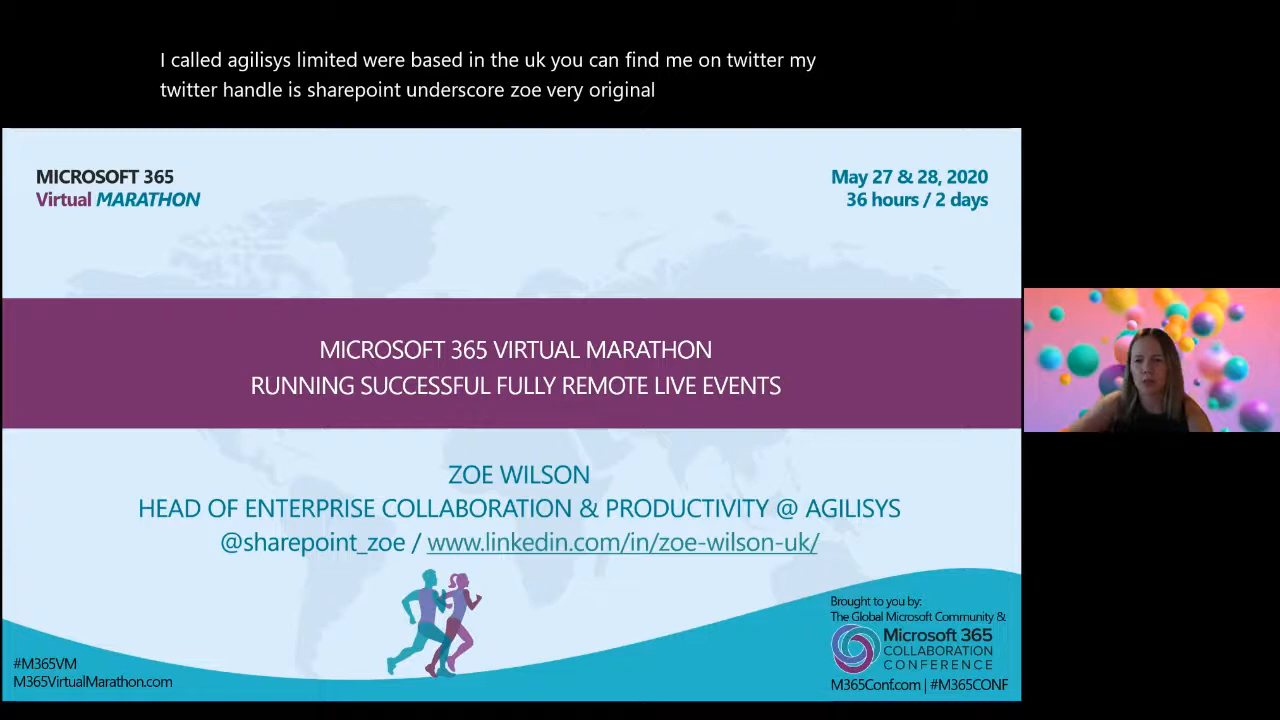 I called agilisys limited were based in the uk you can find me on twitter my
twitter handle is sharepoint underscore zoe very original
MICROSOFT 365
Virtual MARATHON
May 27 & 28, 2020
36 hours / 2 days
MICROSOFT 365 VIRTUAL MARATHON
RUNNING SUCCESSFUL FULLY REMOTE LIVE EVENTS
ZOE WILSON
HEAD OF ENTERPRISE COLLABORATION & PRODUCTIVITY @ AGILISYS
@sharepoint_zoe / www.linkedin.com/in/zoe-wilson-uk/
#M365VM
M365VirtualMarathon.com
Brought to you by:
The Global Microsoft Community &
Microsoft 365
COLLABORATION
CONFERENCE
M365Conf.com | #M365CONF